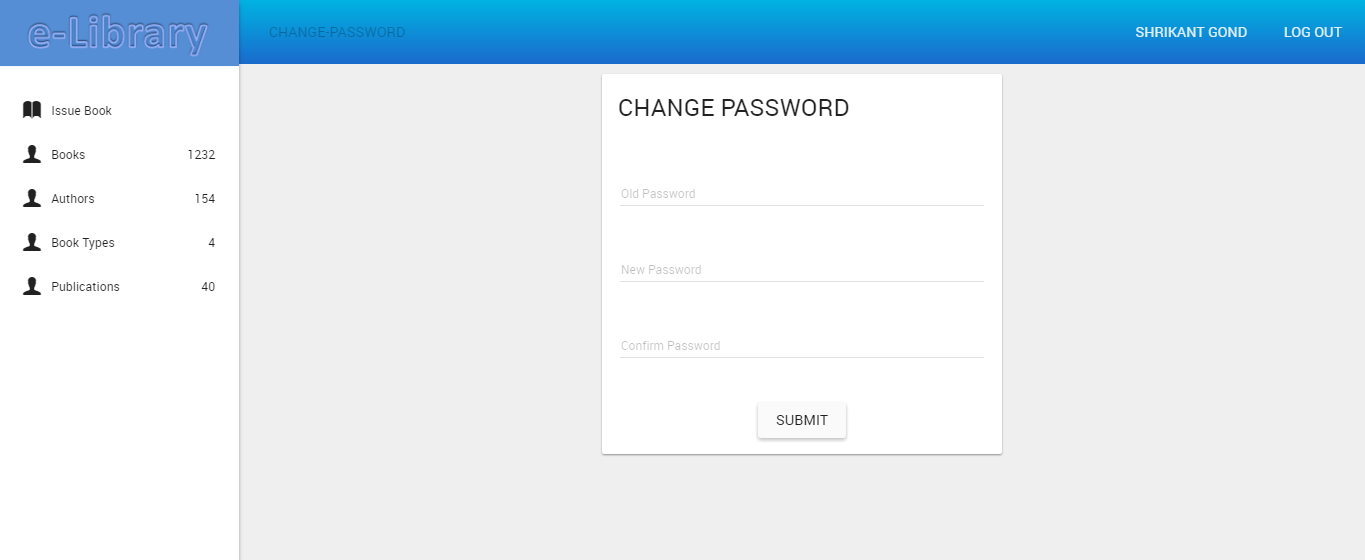 e-Library
CHANGE-PASSWORD
SHRIKANT GOND
LOG OUT
Issue Book
Books 1232
Authors 154
Book Types 4
Publications 40
CHANGE PASSWORD
Old Password
New Password
Confirm Password
SUBMIT